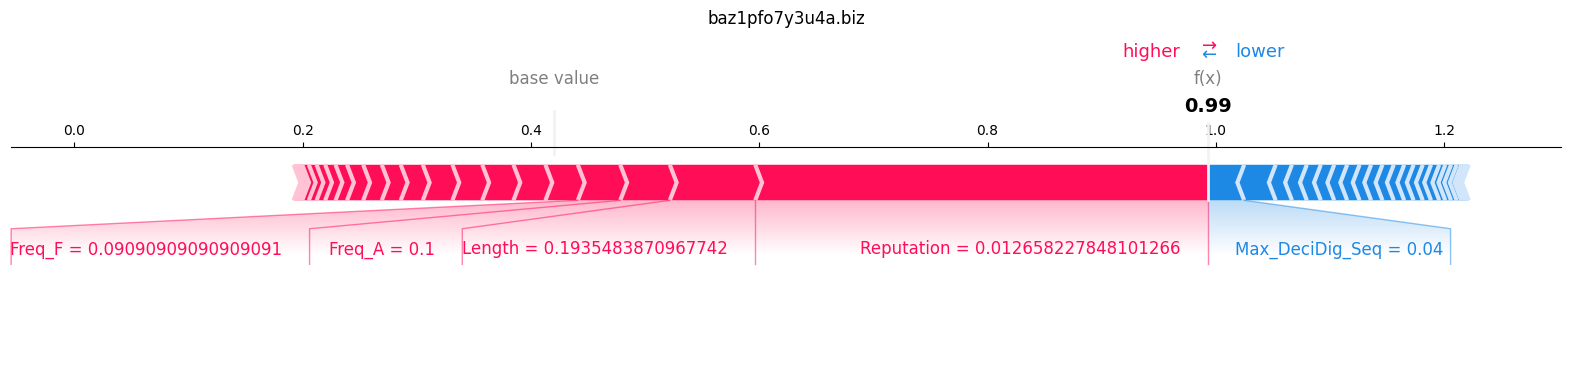 baz1pfo7y3u4a.biz
higher → ← lower
base value f(x)
0.99
0.0 0.2 0.4 0.6 0.8 1.0 1.2
Freq_F = 0.09090909090909091 Freq_A = 0.1 Length = 0.1935483870967742 Reputation = 0.012658227848101266 Max_DeciDig_Seq = 0.04